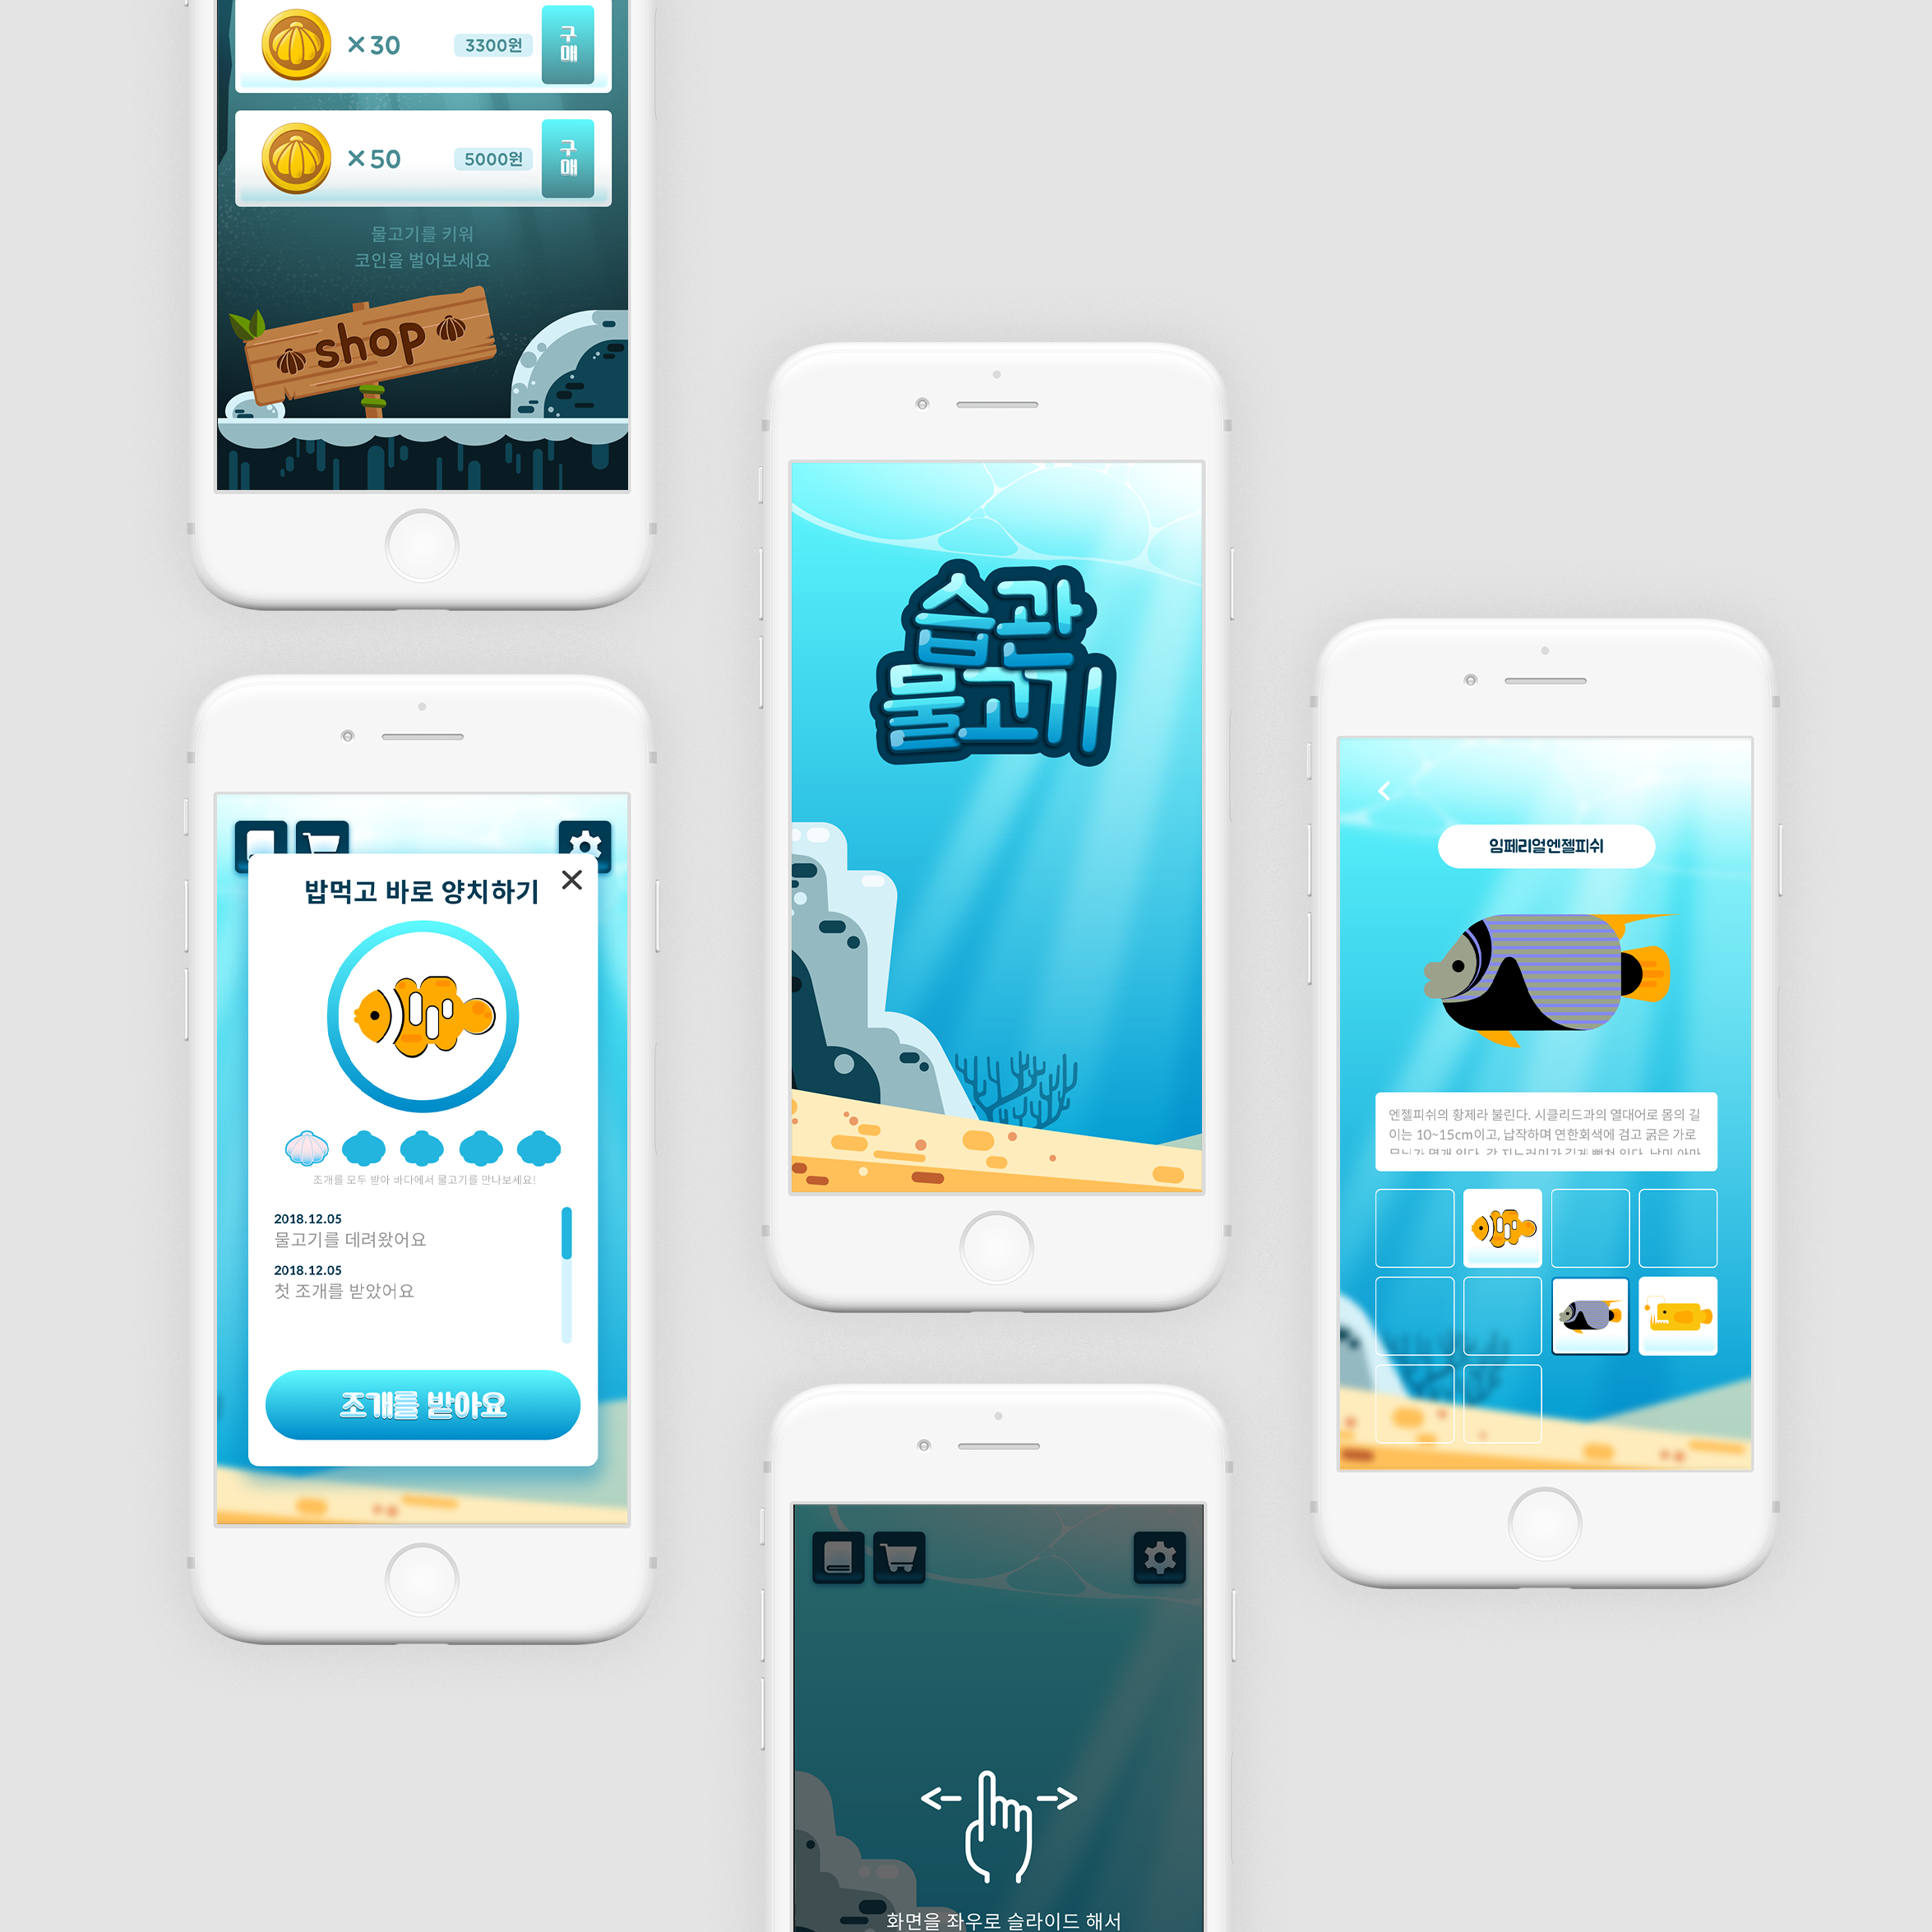 ×30
3300원
구매
×50
5000원
구매
물고기를 키워
코인을 벌어보세요
shop
습관
물고기
밥먹고 바로 양치하기
조개를 모두 받아 바다에서 물고기를 만나보세요!
2018.12.05
물고기를 데려왔어요
2018.12.05
첫 조개를 받았어요
조개를 받아요
임페리얼엔젤피쉬
엔젤피쉬의 황제라 불린다. 시클리드과의 열대어로 몸의 길
이는 10~15cm이고, 납작하며 연한회색에 검고 굵은 가로
화면을 좌우로 슬라이드 해서